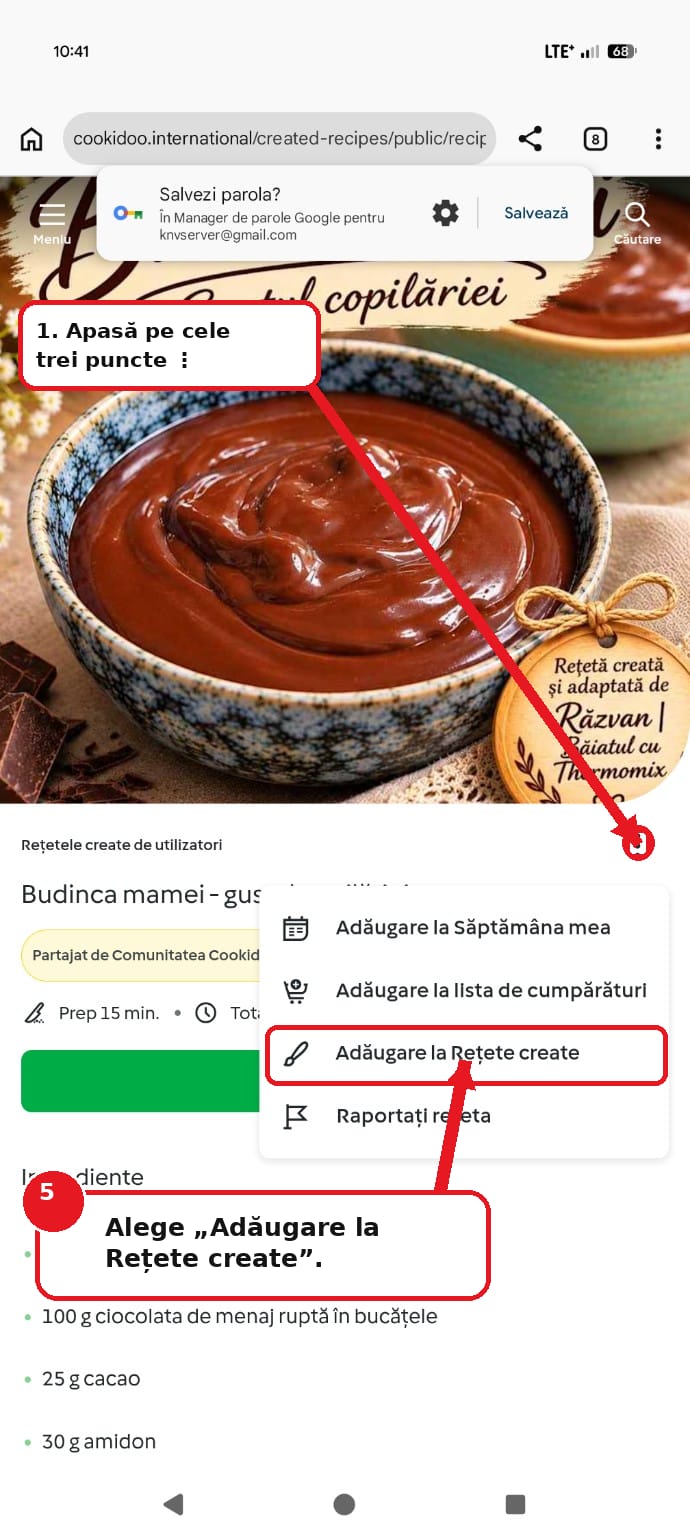 10:41
LTE+
68
cookidoo.international/created-recipes/public/recip
8
Salvezi parola?
În Manager de parole Google pentru
knvserver@gmail.com
Salvează
Meniu
Căutare
copilăriei
1. Apasă pe cele
trei puncte ⋮
Rețetă creată
și adaptată de
Răzvan |
Băiatul cu
Thermomix
Rețetele create de utilizatori
Budinca mamei - gus
Partajat de Comunitatea Cookid
Prep 15 min. • Tota
Adăugare la Săptămâna mea
Adăugare la lista de cumpărături
Adăugare la Rețete create
Raportați rețeta
Ingrediente
5
Alege „Adăugare la
Rețete create”.
• 100 g ciocolata de menaj ruptă în bucățele
• 25 g cacao
• 30 g amidon